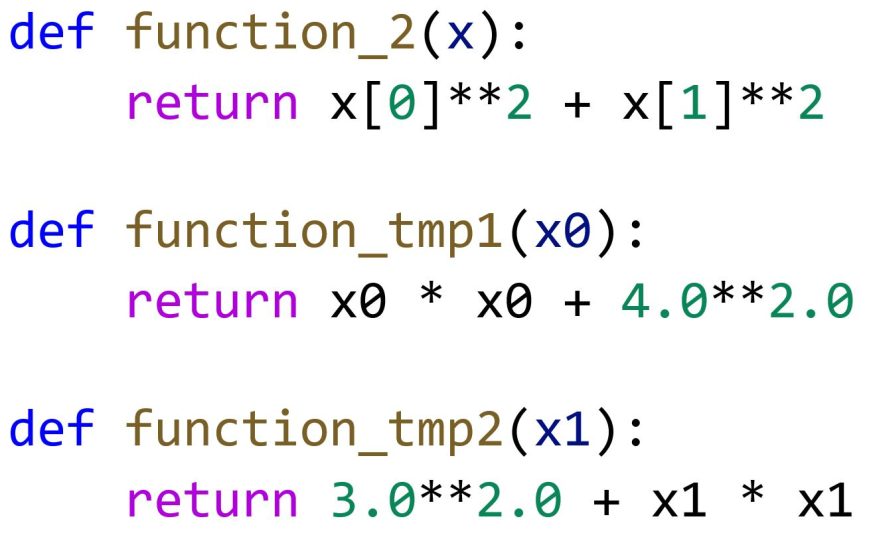 def function_2(x):
    return x[0]**2 + x[1]**2
def function_tmp1(x0):
    return x0 * x0 + 4.0**2.0
def function_tmp2(x1):
    return 3.0**2.0 + x1 * x1